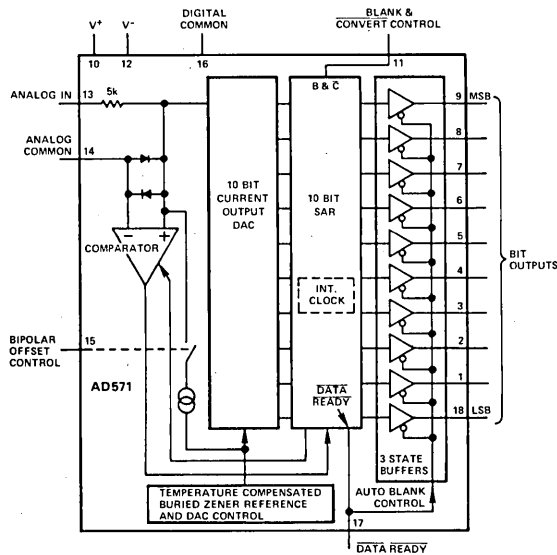 V+
V-
DIGITAL
COMMON
BLANK &
CONVERT CONTROL
10
12
16
11
ANALOG IN
13
5k
B & C̅
9 MSB
ANALOG
COMMON
14
8
7
10 BIT
CURRENT
OUTPUT
DAC
10 BIT
SAR
6
-
+
COMPARATOR
5
BIT
OUTPUTS
4
INT.
CLOCK
3
BIPOLAR
OFFSET
CONTROL
15
2
AD571
1
DATA
READY
18 LSB
3 STATE
BUFFERS
TEMPERATURE COMPENSATED
BURIED ZENER REFERENCE
AND DAC CONTROL
AUTO BLANK
CONTROL
17
DATA READY